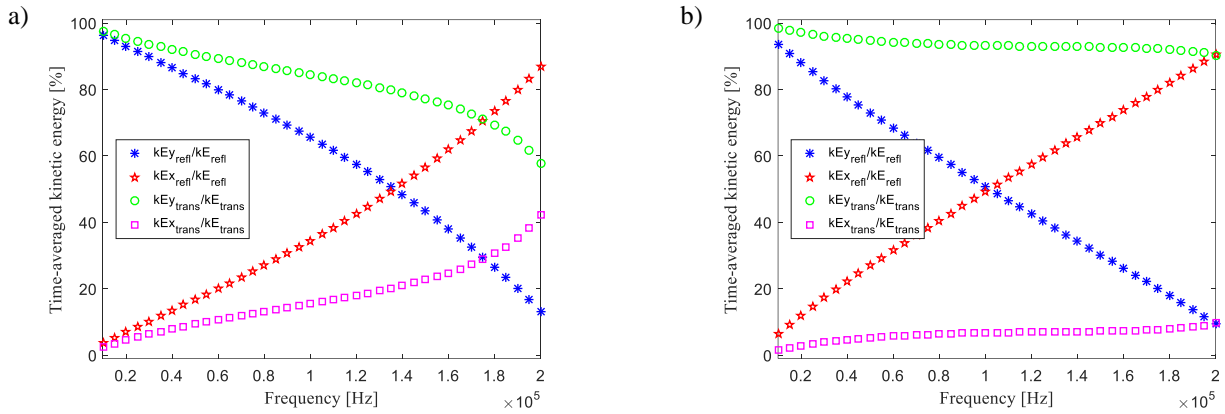 a)
Time-averaged kinetic energy [%]
100
80
60
40
20
0
kEy_refl/kE_refl
kEx_refl/kE_refl
kEy_trans/kE_trans
kEx_trans/kE_trans
0.2 0.4 0.6 0.8 1 1.2 1.4 1.6 1.8 2
Frequency [Hz] ×10^5
b)
Time-averaged kinetic energy [%]
100
80
60
40
20
0
kEy_refl/kE_refl
kEx_refl/kE_refl
kEy_trans/kE_trans
kEx_trans/kE_trans
0.2 0.4 0.6 0.8 1 1.2 1.4 1.6 1.8 2
Frequency [Hz] ×10^5